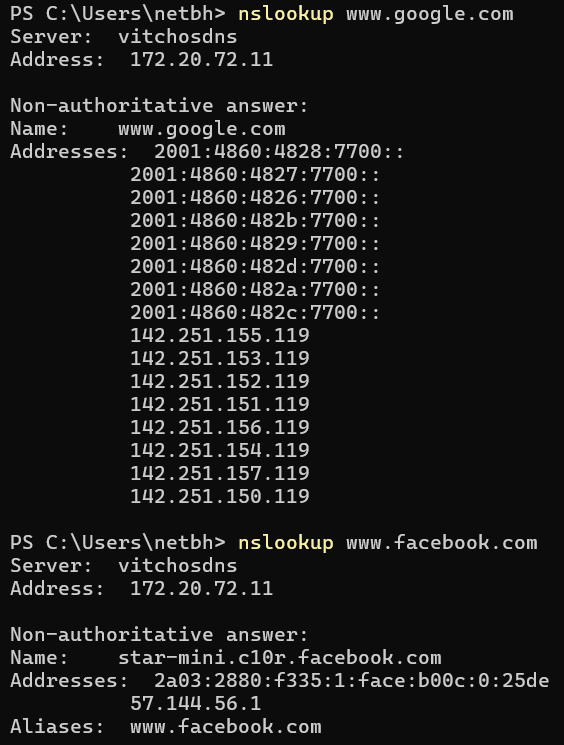 PS C:\Users\netbh> nslookup www.google.com
Server:  vitchosdns
Address:  172.20.72.11
Non-authoritative answer:
Name:    www.google.com
Addresses:  2001:4860:4828:7700::
2001:4860:4827:7700::
2001:4860:4826:7700::
2001:4860:482b:7700::
2001:4860:4829:7700::
2001:4860:482d:7700::
2001:4860:482a:7700::
2001:4860:482c:7700::
142.251.155.119
142.251.153.119
142.251.152.119
142.251.151.119
142.251.156.119
142.251.154.119
142.251.157.119
142.251.150.119
PS C:\Users\netbh> nslookup www.facebook.com
Server:  vitchosdns
Address:  172.20.72.11
Non-authoritative answer:
Name:    star-mini.c10r.facebook.com
Addresses:  2a03:2880:f335:1:face:b00c:0:25de
57.144.56.1
Aliases:  www.facebook.com